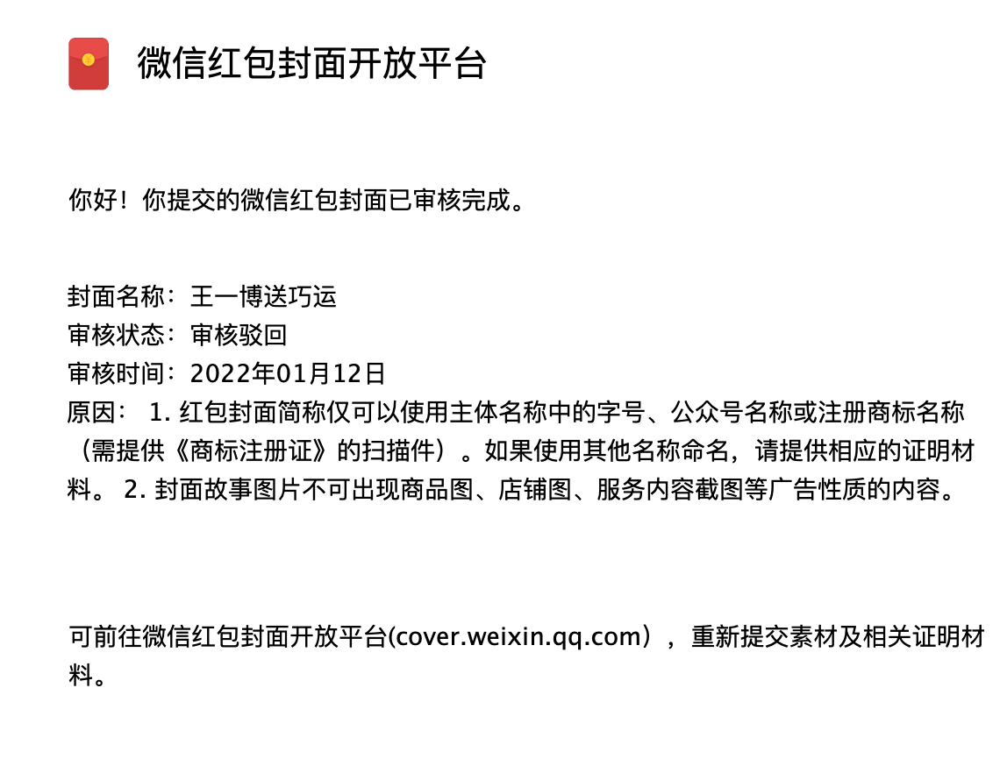 微信红包封面开放平台
你好！你提交的微信红包封面已审核完成。
封面名称：王一博送巧运
审核状态：审核驳回
审核时间：2022年01月12日
原因： 1. 红包封面简称仅可以使用主体名称中的字号、公众号名称或注册商标名称
（需提供《商标注册证》的扫描件）。如果使用其他名称命名，请提供相应的证明材
料。 2. 封面故事图片不可出现商品图、店铺图、服务内容截图等广告性质的内容。
可前往微信红包封面开放平台(cover.weixin.qq.com），重新提交素材及相关证明材
料。